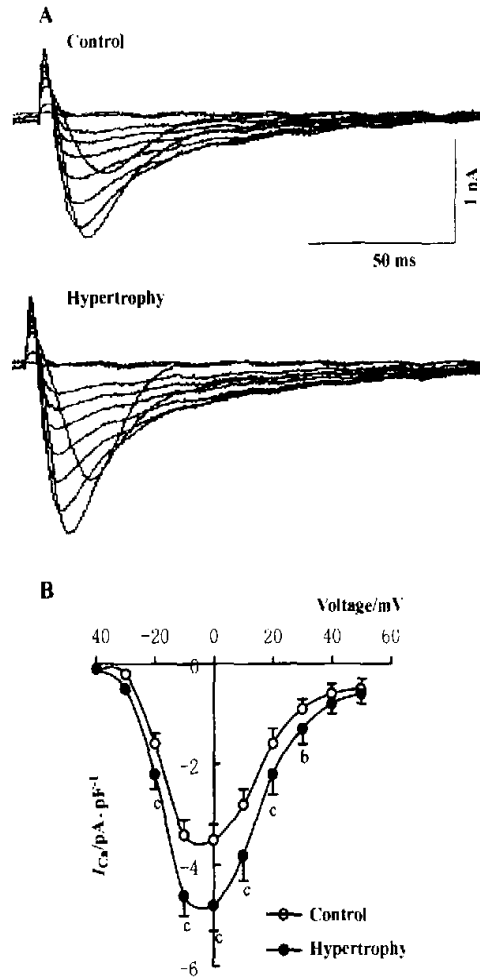 A
Control
1 nA
50 ms
Hypertrophy
B
Voltage/mV
40 -20 0 20 40 60
0
-2
-4
-6
I_Ca/pA·pF⁻¹
c
c
c
c
c
b
Control
Hypertrophy